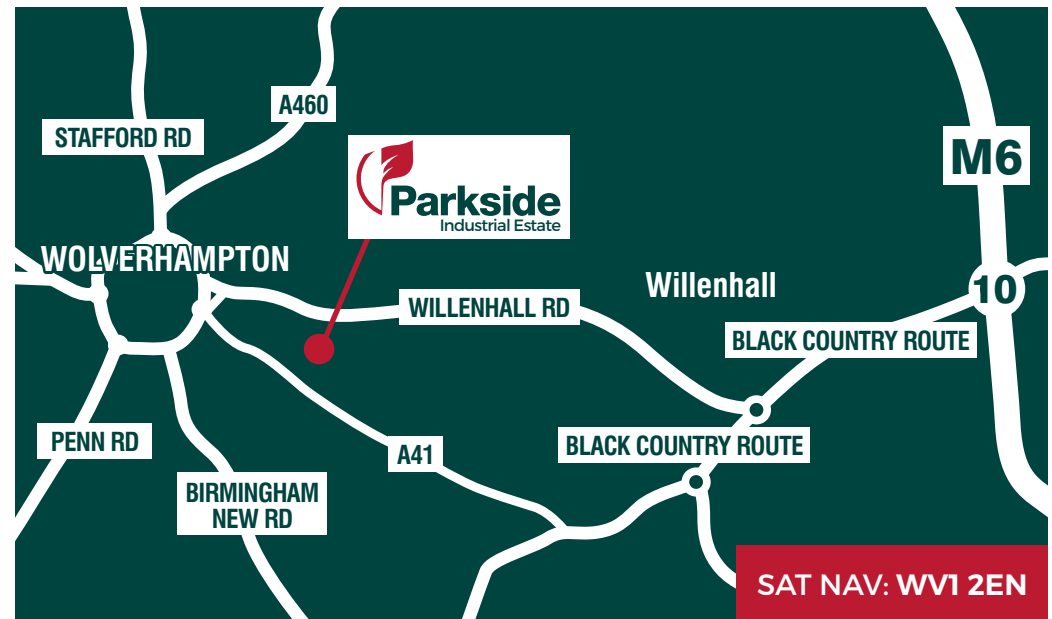 A460
STAFFORD RD
M6
Parkside
Industrial Estate
WOLVERHAMPTON
Willenhall
10
WILLENHALL RD
BLACK COUNTRY ROUTE
PENN RD
BLACK COUNTRY ROUTE
A41
BIRMINGHAM
NEW RD
SAT NAV: WV1 2EN